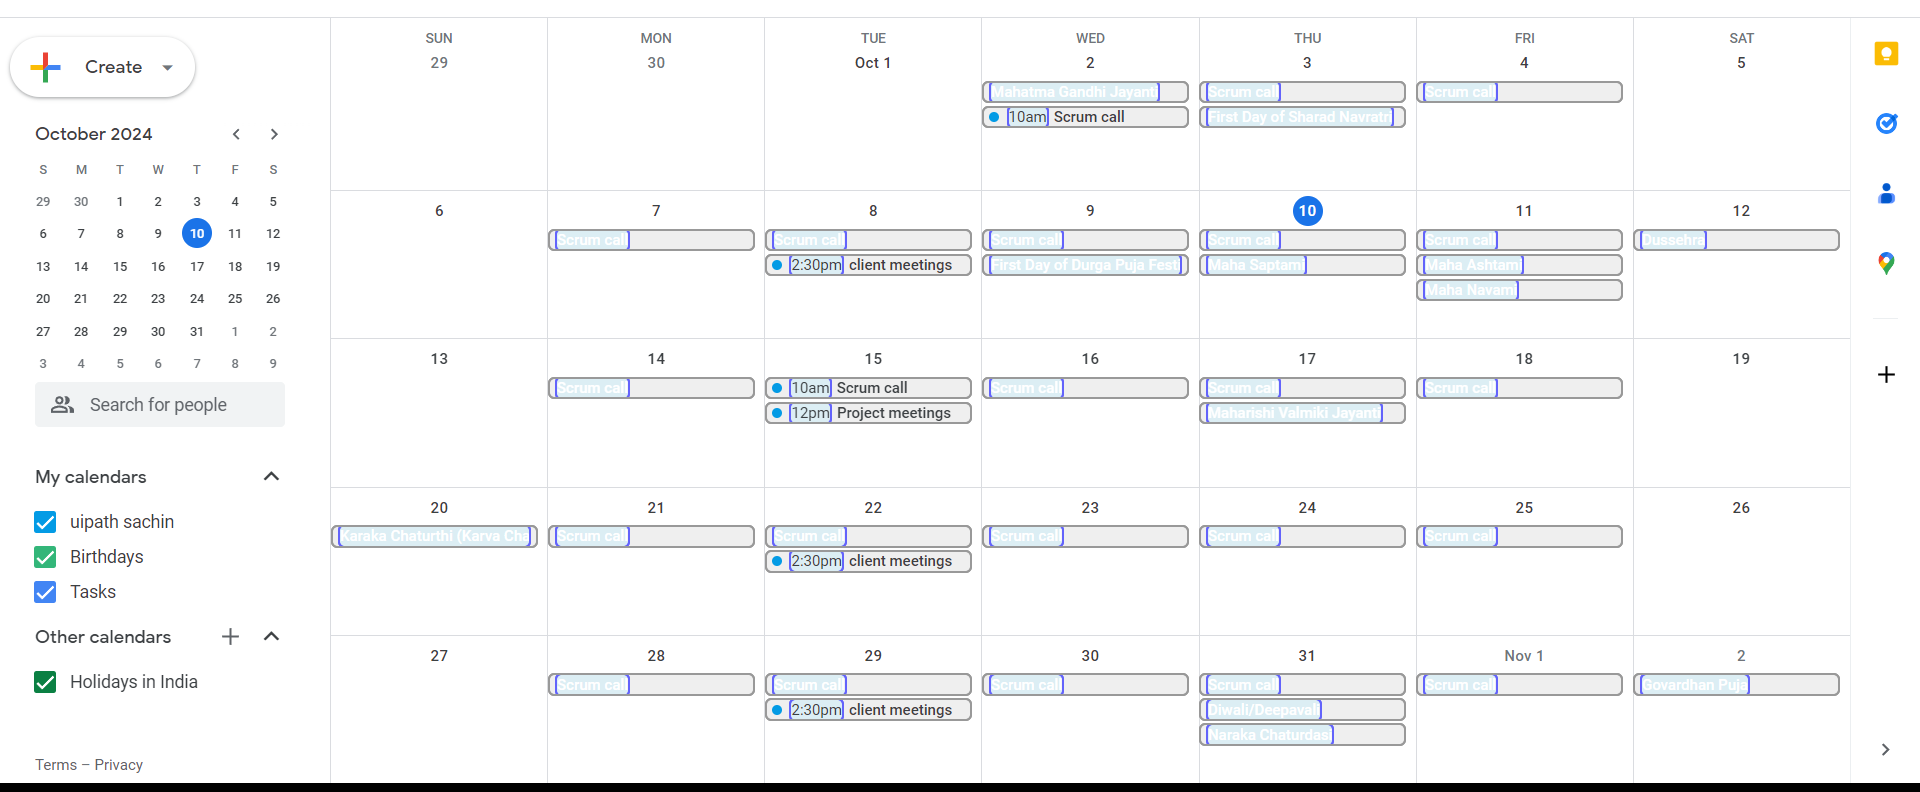 Create
October 2024
S M T W T F S
29 30 1 2 3 4 5
6 7 8 9 10 11 12
13 14 15 16 17 18 19
20 21 22 23 24 25 26
27 28 29 30 31 1 2
3 4 5 6 7 8 9
Search for people
My calendars
uipath sachin
Birthdays
Tasks
Other calendars
Holidays in India
Terms – Privacy
SUN MON TUE WED THU FRI SAT
29 30 Oct 1 2 3 4 5
Mahatma Gandhi Jayanti Scrum call Scrum call
10am Scrum call First Day of Sharad Navratri
6 7 8 9 10 11 12
Scrum call Scrum call Scrum call Scrum call Scrum call Dussehra
2:30pm client meetings First Day of Durga Puja Fest Maha Saptami Maha Ashtami
Maha Navami
13 14 15 16 17 18 19
Scrum call 10am Scrum call Scrum call Scrum call Scrum call
12pm Project meetings Maharishi Valmiki Jayanti
20 21 22 23 24 25 26
Karaka Chaturthi (Karva Cha Scrum call Scrum call Scrum call Scrum call Scrum call
2:30pm client meetings
27 28 29 30 31 Nov 1 2
Scrum call Scrum call Scrum call Scrum call Scrum call Govardhan Puja
2:30pm client meetings Diwali/Deepavali
Naraka Chaturdasi